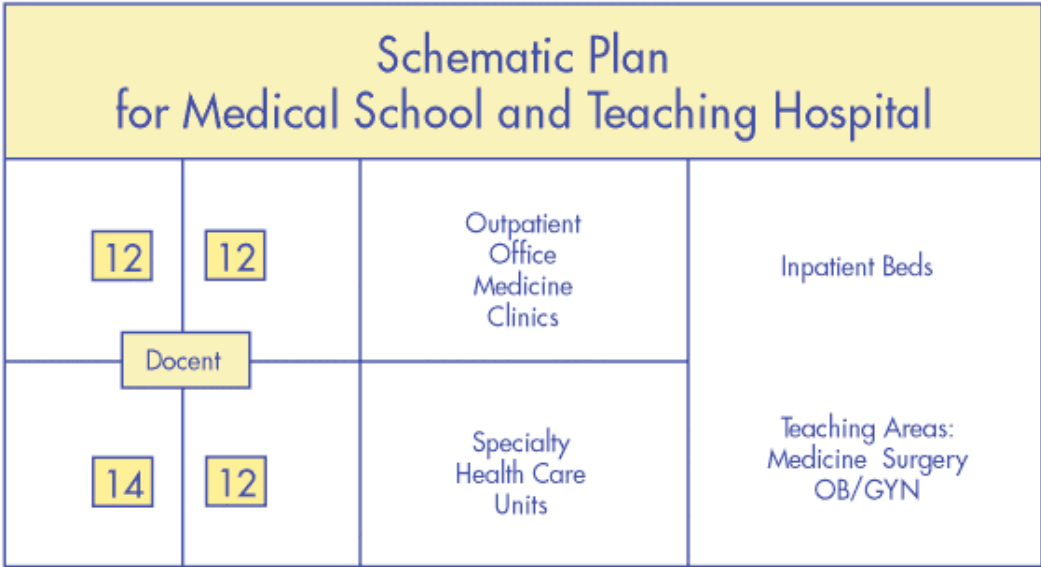 Schematic Plan
for Medical School and Teaching Hospital
12
12
Docent
14
12
Outpatient
Office
Medicine
Clinics
Specialty
Health Care
Units
Inpatient Beds
Teaching Areas:
Medicine Surgery
OB/GYN